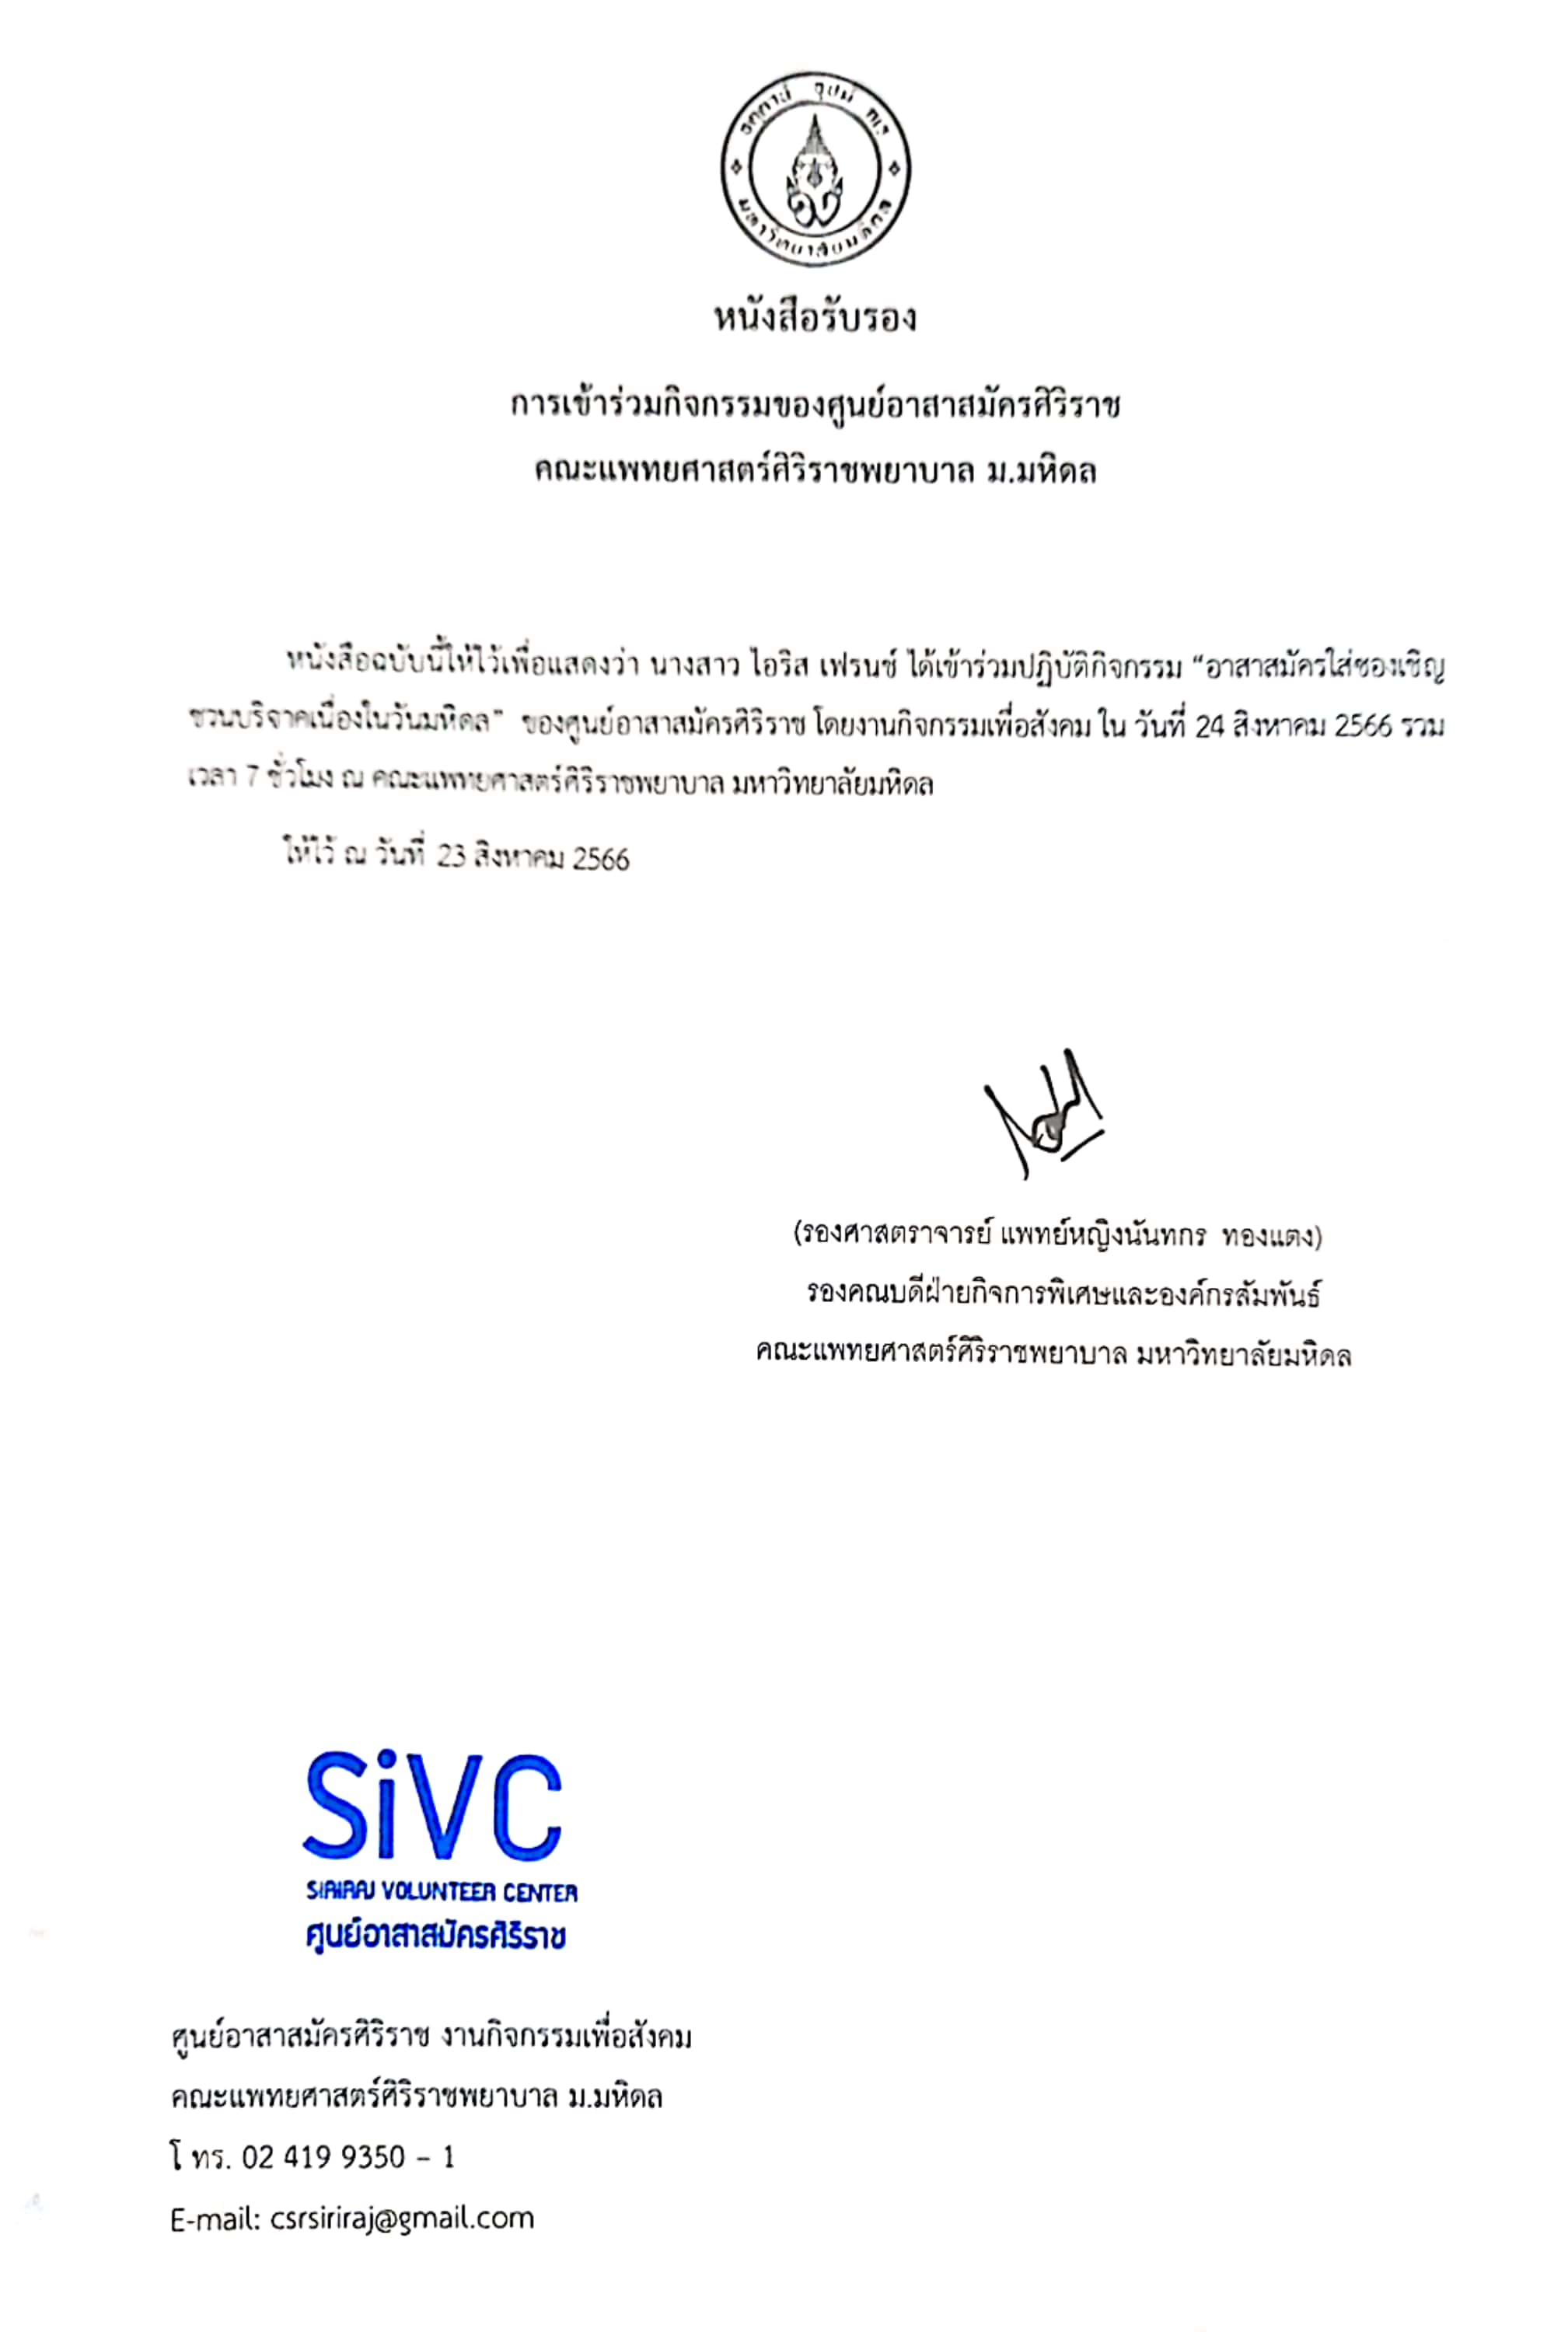 อตฺตานํ อุปมํ กเร
มหาวิทยาลัยมหิดล
หนังสือรับรอง
การเข้าร่วมกิจกรรมของศูนย์อาสาสมัครศิริราช
คณะแพทยศาสตร์ศิริราชพยาบาล ม.มหิดล
หนังสือฉบับนี้ให้ไว้เพื่อแสดงว่า นางสาว ไอริส เฟรนซ์ ได้เข้าร่วมปฏิบัติกิจกรรม “อาสาสมัครใส่ซองเชิญ
ชวนบริจาคเนื่องในวันมหิดล” ของศูนย์อาสาสมัครศิริราช โดยงานกิจกรรมเพื่อสังคม ใน วันที่ 24 สิงหาคม 2566 รวม
เวลา 7 ชั่วโมง ณ คณะแพทยศาสตร์ศิริราชพยาบาล มหาวิทยาลัยมหิดล
ให้ไว้ ณ วันที่ 23 สิงหาคม 2566
(รองศาสตราจารย์ แพทย์หญิงนันทกร ทองแตง)
รองคณบดีฝ่ายกิจการพิเศษและองค์กรสัมพันธ์
คณะแพทยศาสตร์ศิริราชพยาบาล มหาวิทยาลัยมหิดล
SiVC
SIRIRAJ VOLUNTEER CENTER
ศูนย์อาสาสมัครศิริราช
ศูนย์อาสาสมัครศิริราช งานกิจกรรมเพื่อสังคม
คณะแพทยศาสตร์ศิริราชพยาบาล ม.มหิดล
โทร. 02 419 9350 – 1
E-mail: csrsiriraj@gmail.com